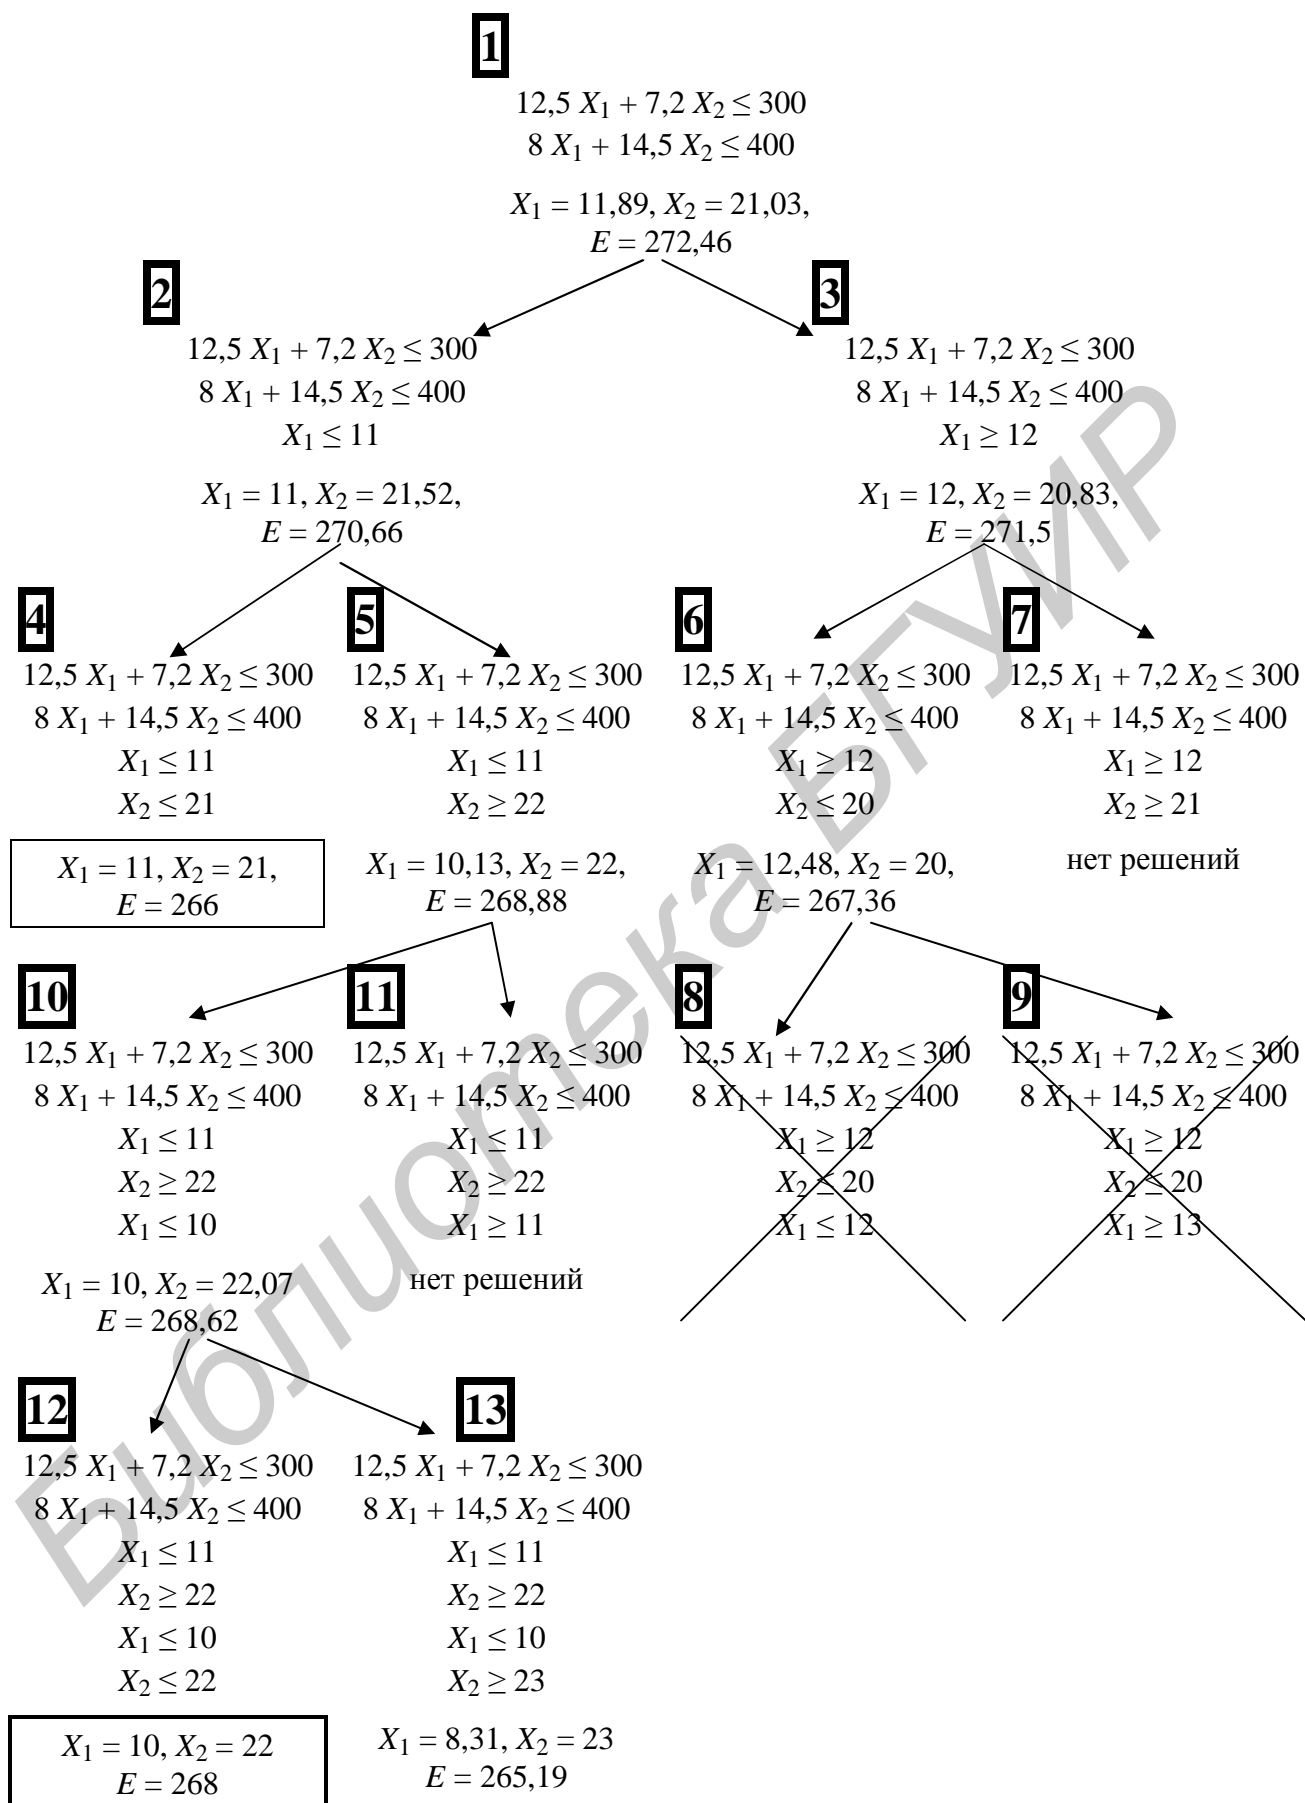 1
12,5 X1 + 7,2 X2 ≤ 300
8 X1 + 14,5 X2 ≤ 400
X1 = 11,89, X2 = 21,03,
E = 272,46
2
12,5 X1 + 7,2 X2 ≤ 300
8 X1 + 14,5 X2 ≤ 400
X1 ≤ 11
X1 = 11, X2 = 21,52,
E = 270,66
3
12,5 X1 + 7,2 X2 ≤ 300
8 X1 + 14,5 X2 ≤ 400
X1 ≥ 12
X1 = 12, X2 = 20,83,
E = 271,5
4
12,5 X1 + 7,2 X2 ≤ 300
8 X1 + 14,5 X2 ≤ 400
X1 ≤ 11
X2 ≤ 21
X1 = 11, X2 = 21,
E = 266
5
12,5 X1 + 7,2 X2 ≤ 300
8 X1 + 14,5 X2 ≤ 400
X1 ≤ 11
X2 ≥ 22
X1 = 10,13, X2 = 22,
E = 268,88
6
12,5 X1 + 7,2 X2 ≤ 300
8 X1 + 14,5 X2 ≤ 400
X1 ≥ 12
X2 ≤ 20
X1 = 12,48, X2 = 20,
E = 267,36
7
12,5 X1 + 7,2 X2 ≤ 300
8 X1 + 14,5 X2 ≤ 400
X1 ≥ 12
X2 ≥ 21
нет решений
10
12,5 X1 + 7,2 X2 ≤ 300
8 X1 + 14,5 X2 ≤ 400
X1 ≤ 11
X2 ≥ 22
X1 ≤ 10
X1 = 10, X2 = 22,07
E = 268,62
11
12,5 X1 + 7,2 X2 ≤ 300
8 X1 + 14,5 X2 ≤ 400
X1 ≤ 11
X2 ≥ 22
X1 ≥ 11
нет решений
8
12,5 X1 + 7,2 X2 ≤ 300
8 X1 + 14,5 X2 ≤ 400
X1 ≥ 12
X2 ≤ 20
X1 ≤ 12
9
12,5 X1 + 7,2 X2 ≤ 300
8 X1 + 14,5 X2 ≤ 400
X1 ≥ 12
X2 ≤ 20
X1 ≥ 13
12
12,5 X1 + 7,2 X2 ≤ 300
8 X1 + 14,5 X2 ≤ 400
X1 ≤ 11
X2 ≥ 22
X1 ≤ 10
X2 ≤ 22
X1 = 10, X2 = 22
E = 268
13
12,5 X1 + 7,2 X2 ≤ 300
8 X1 + 14,5 X2 ≤ 400
X1 ≤ 11
X2 ≥ 22
X1 ≤ 10
X2 ≥ 23
X1 = 8,31, X2 = 23
E = 265,19
Библиотека БГУИР